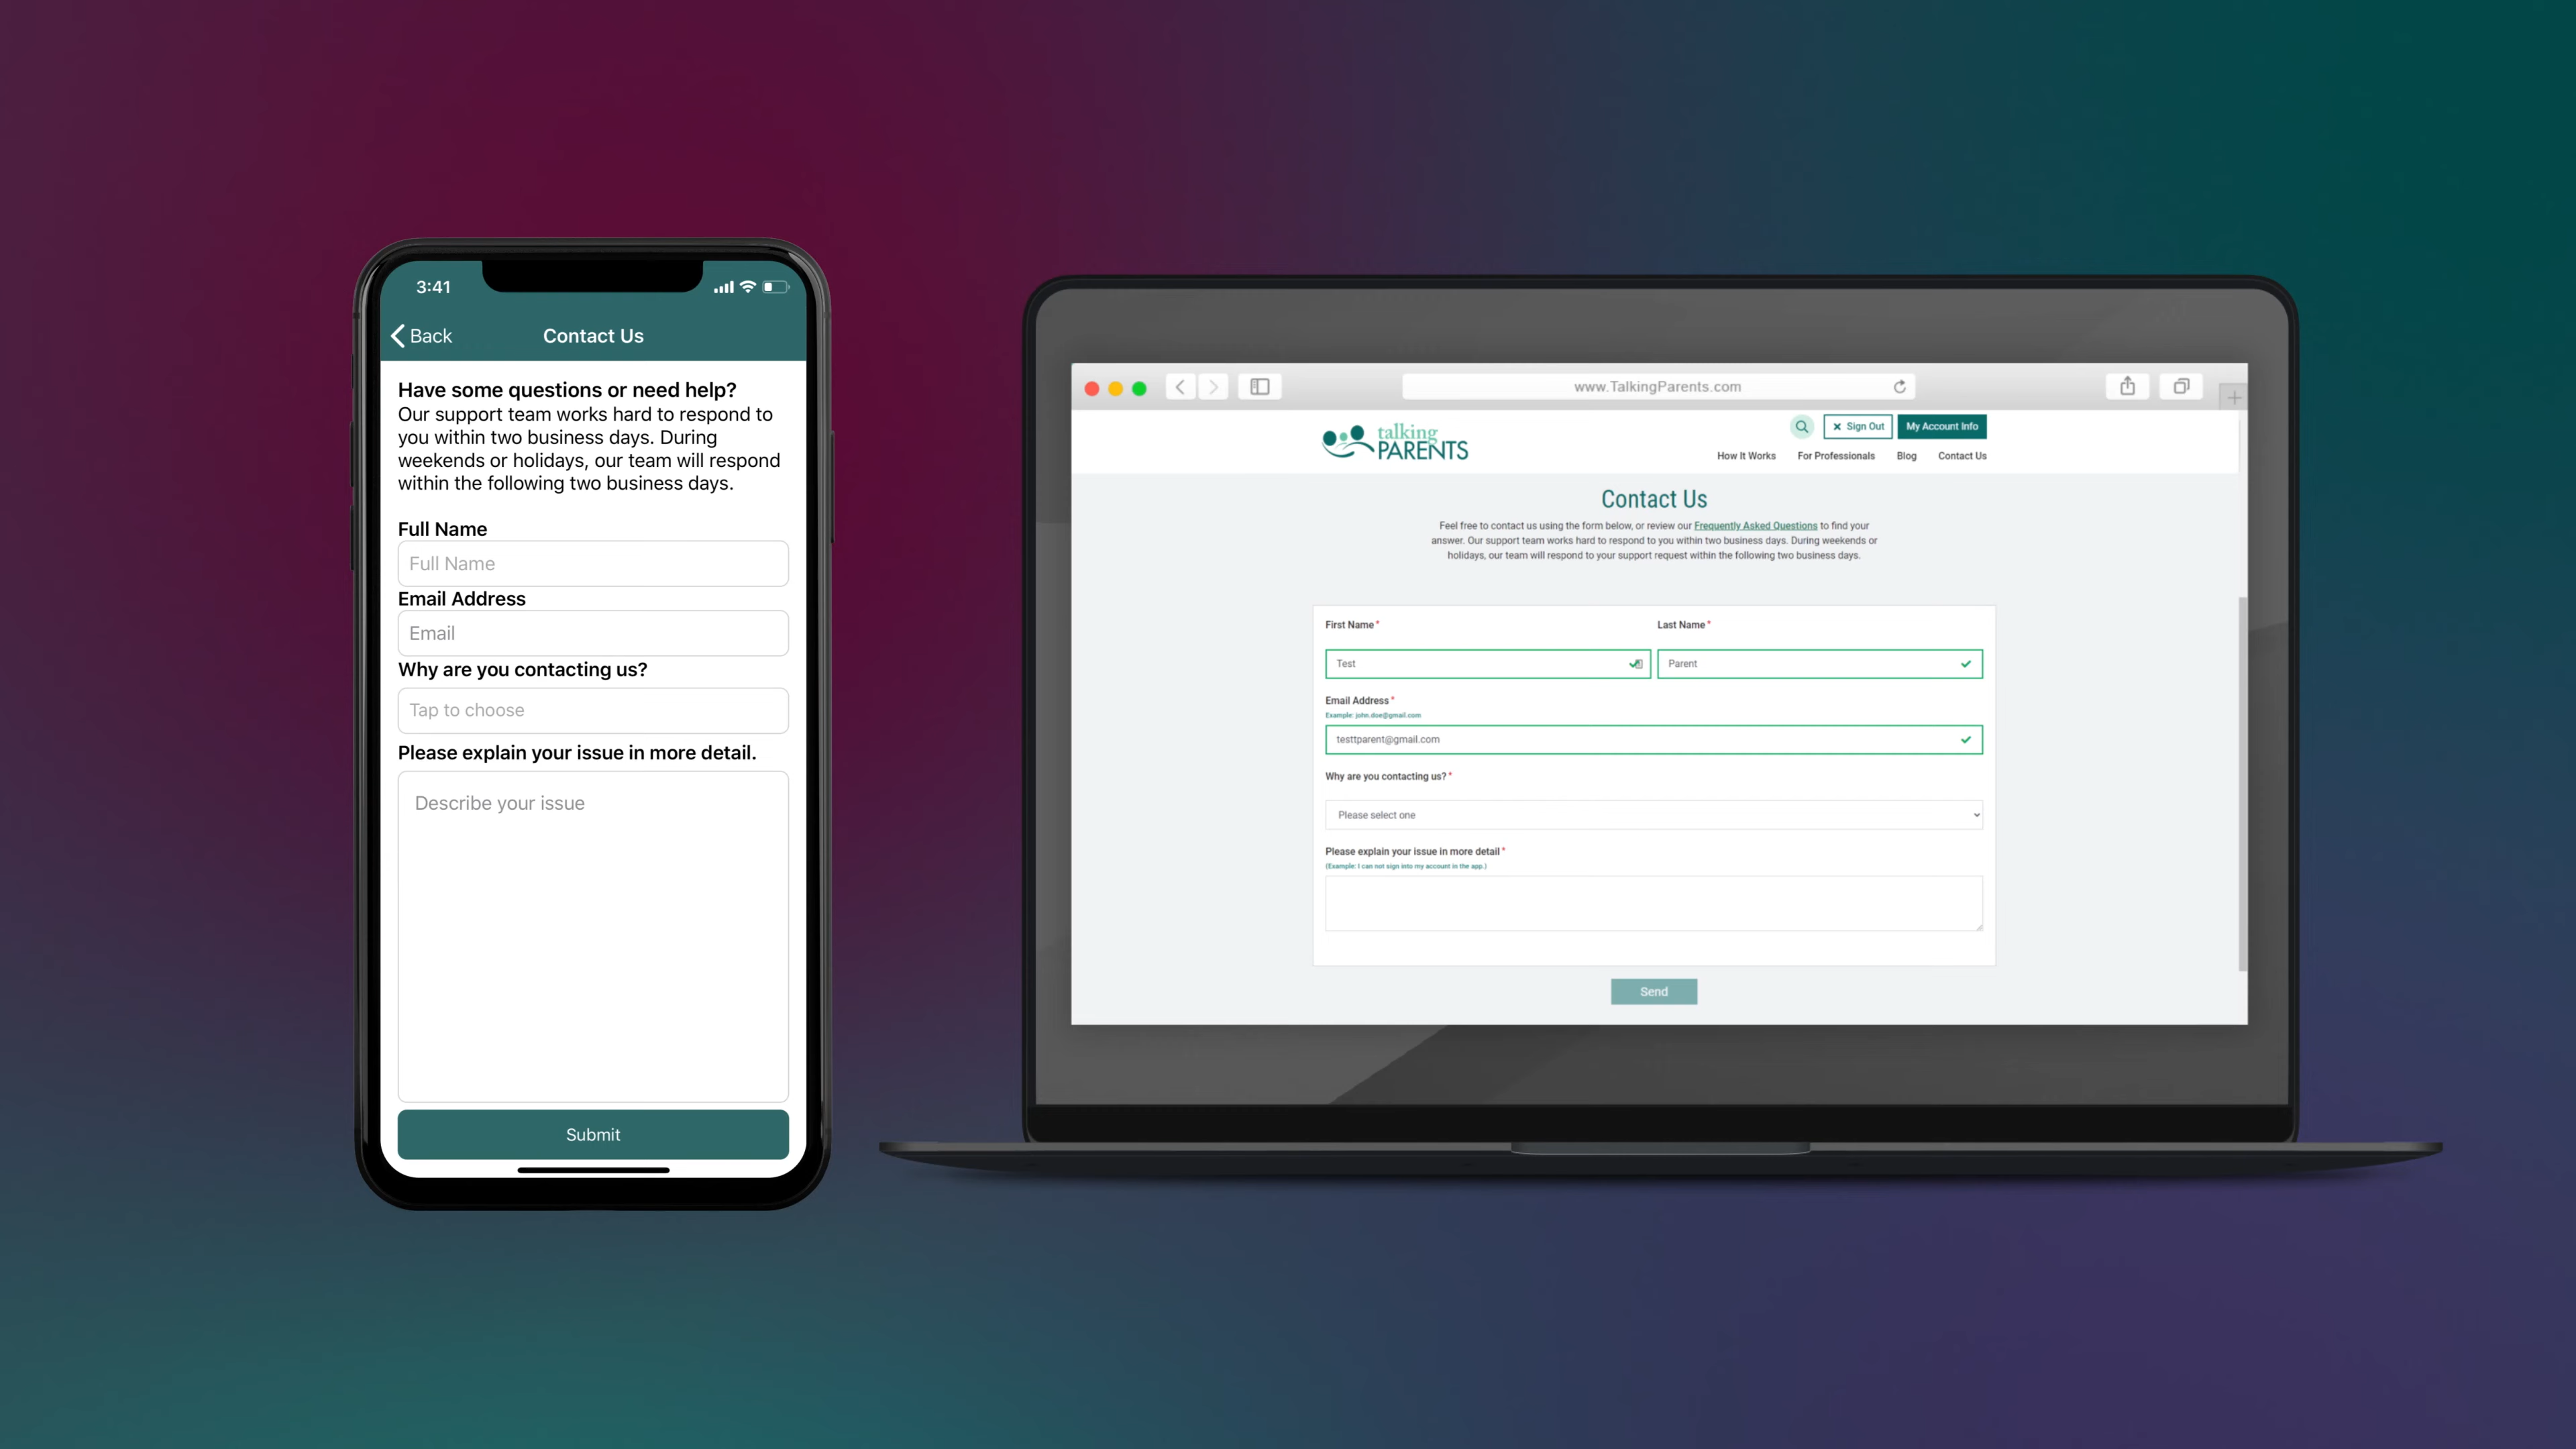 3:41
Back
Contact Us
Have some questions or need help?
Our support team works hard to respond to
you within two business days. During
weekends or holidays, our team will respond
within the following two business days.
Full Name
Full Name
Email Address
Email
Why are you contacting us?
Tap to choose
Please explain your issue in more detail.
Describe your issue
Submit
www.TalkingParents.com
talking
PARENTS
Sign Out
My Account Info
How It Works
For Professionals
Blog
Contact Us
Contact Us
Feel free to contact us using the form below, or review our Frequently Asked Questions to find your
answer. Our support team works hard to respond to you within two business days. During weekends or
holidays, our team will respond to your support request within the following two business days.
First Name *
Last Name *
Test
Parent
Email Address *
Example: john.doe@gmail.com
testtparent@gmail.com
Why are you contacting us? *
Please select one
Please explain your issue in more detail *
(Example: I can not sign into my account in the app.)
Send